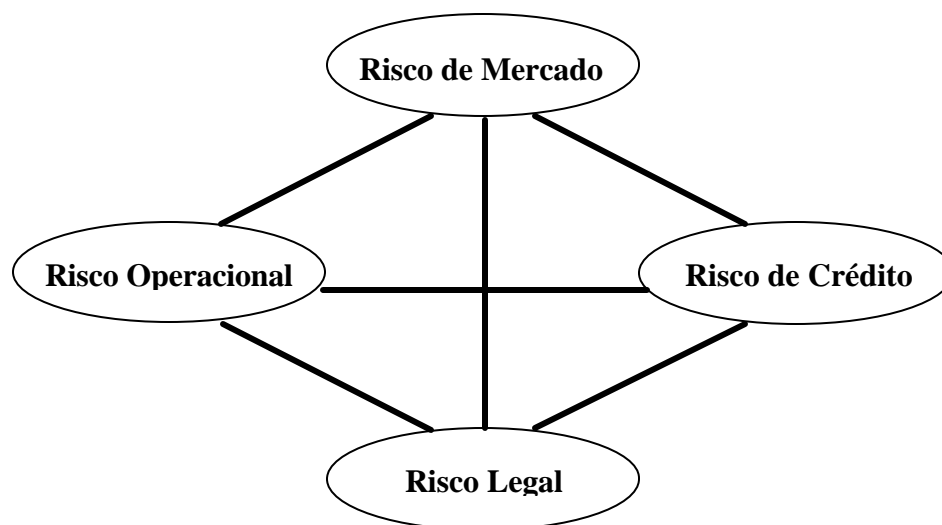 Risco de Mercado
Risco Operacional
Risco de Crédito
Risco Legal